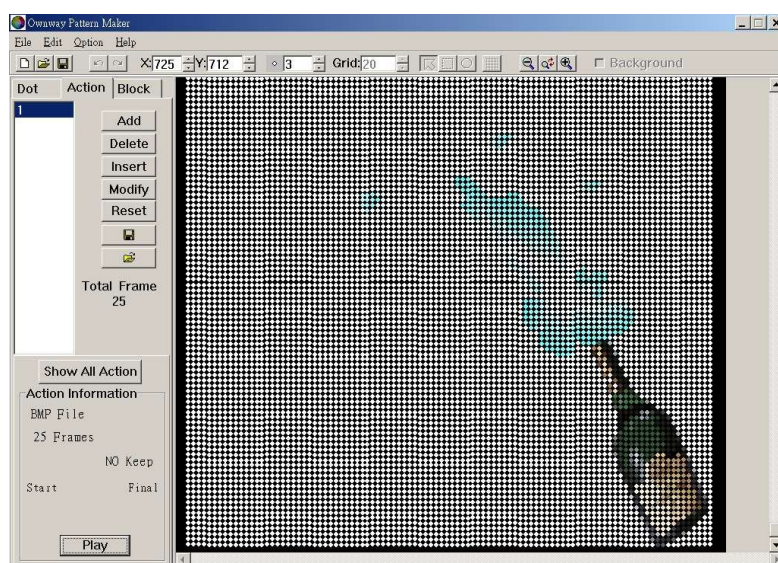 Ownway Pattern Maker
File Edit Option Help
X: 725 Y: 712 3 Grid: 20 Background
Dot Action Block
1
Add
Delete
Insert
Modify
Reset
Total Frame
25
Show All Action
Action Information
BMP File
25 Frames
NO Keep
Start Final
Play